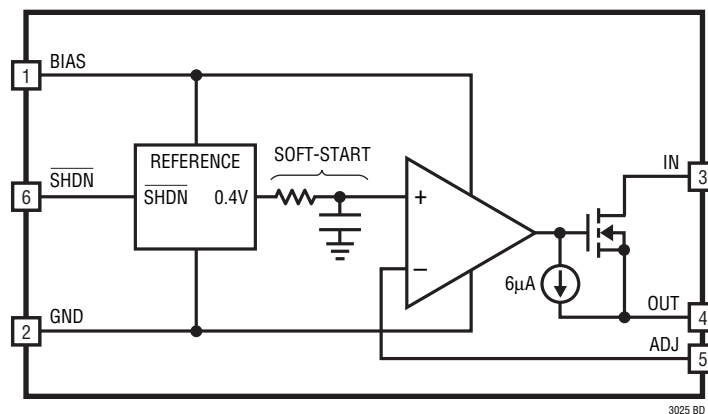 1
BIAS
REFERENCE
SOFT-START
IN
3
6
SHDN
SHDN
0.4V
+
–
6µA
2
GND
OUT
4
ADJ
5
3025 BD